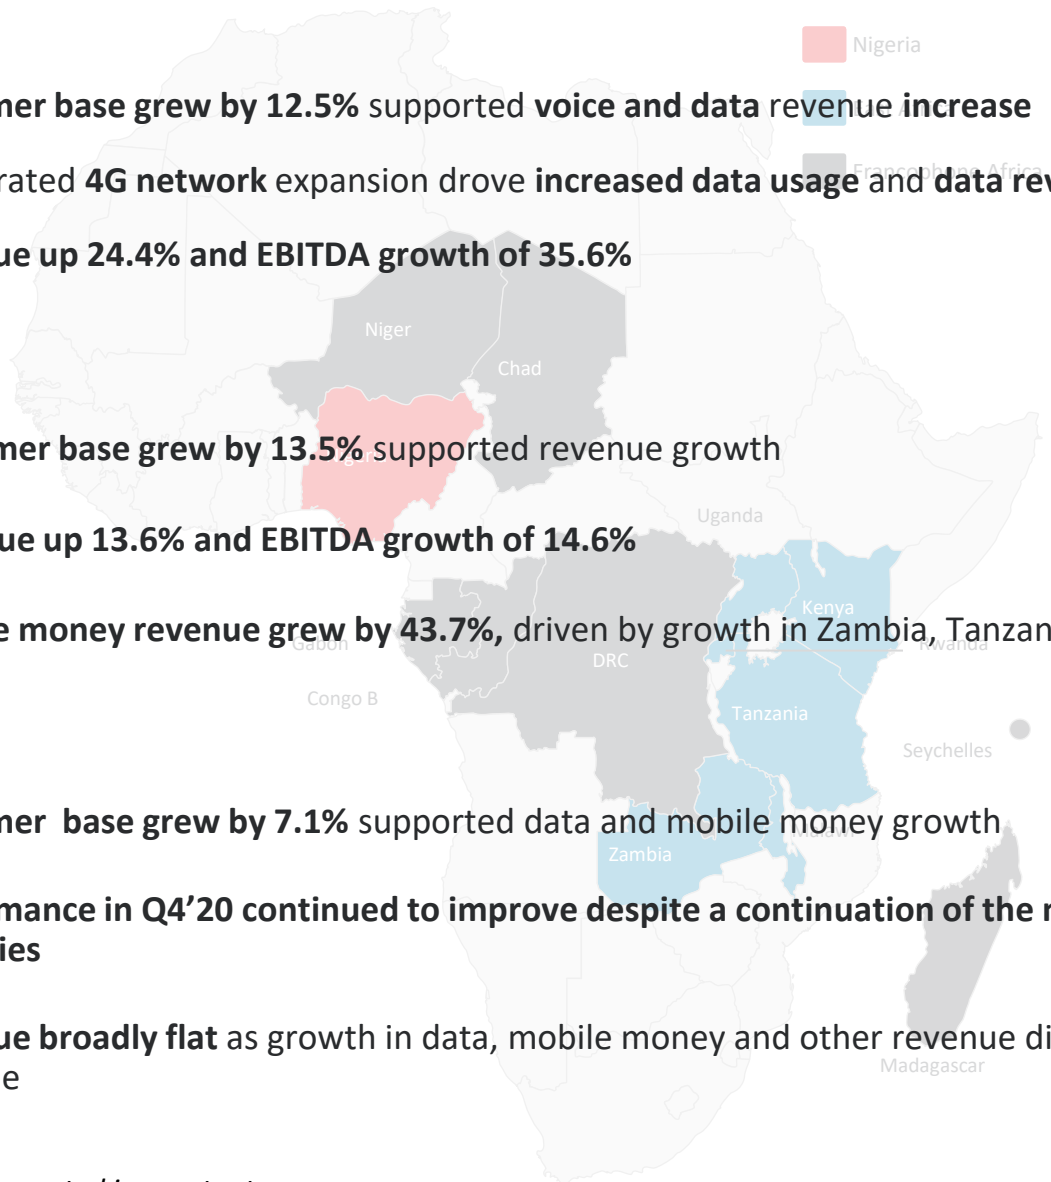 Nigeria
mer base grew by 12.5% supported voice and data revenue increase
rated 4G network expansion drove increased data usage and data rev
Francophone Africa
ue up 24.4% and EBITDA growth of 35.6%
Niger
Chad
mer base grew by 13.5% supported revenue growth
Uganda
ue up 13.6% and EBITDA growth of 14.6%
Kenya
e money revenue grew by 43.7%, driven by growth in Zambia, Tanzan
Gabon
Rwanda
DRC
Congo B
Tanzania
Seychelles
mer base grew by 7.1% supported data and mobile money growth
Malawi
Zambia
mance in Q4’20 continued to improve despite a continuation of the
ies
ue broadly flat as growth in data, mobile money and other revenue di
e
Madagascar